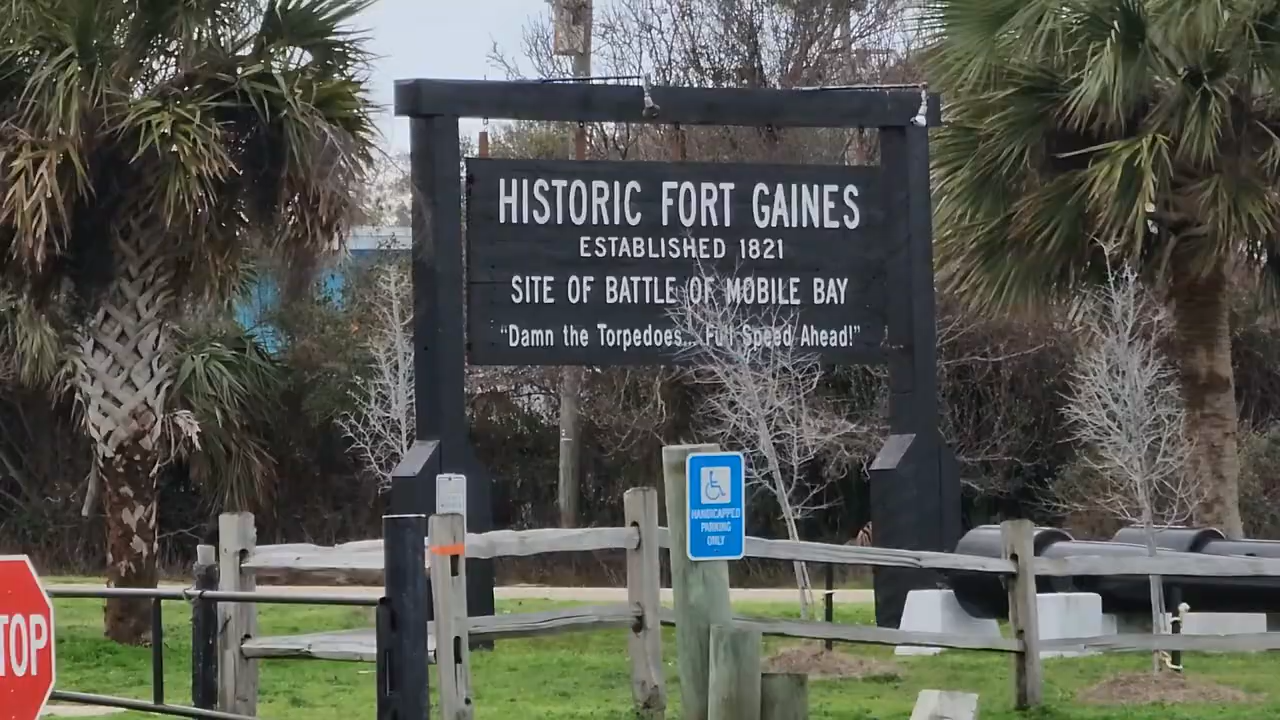 HISTORIC FORT GAINES
ESTABLISHED 1821
SITE OF BATTLE OF MOBILE BAY
"Damn the Torpedoes... Full Speed Ahead!"
HANDICAPPED
PARKING
ONLY
TOP